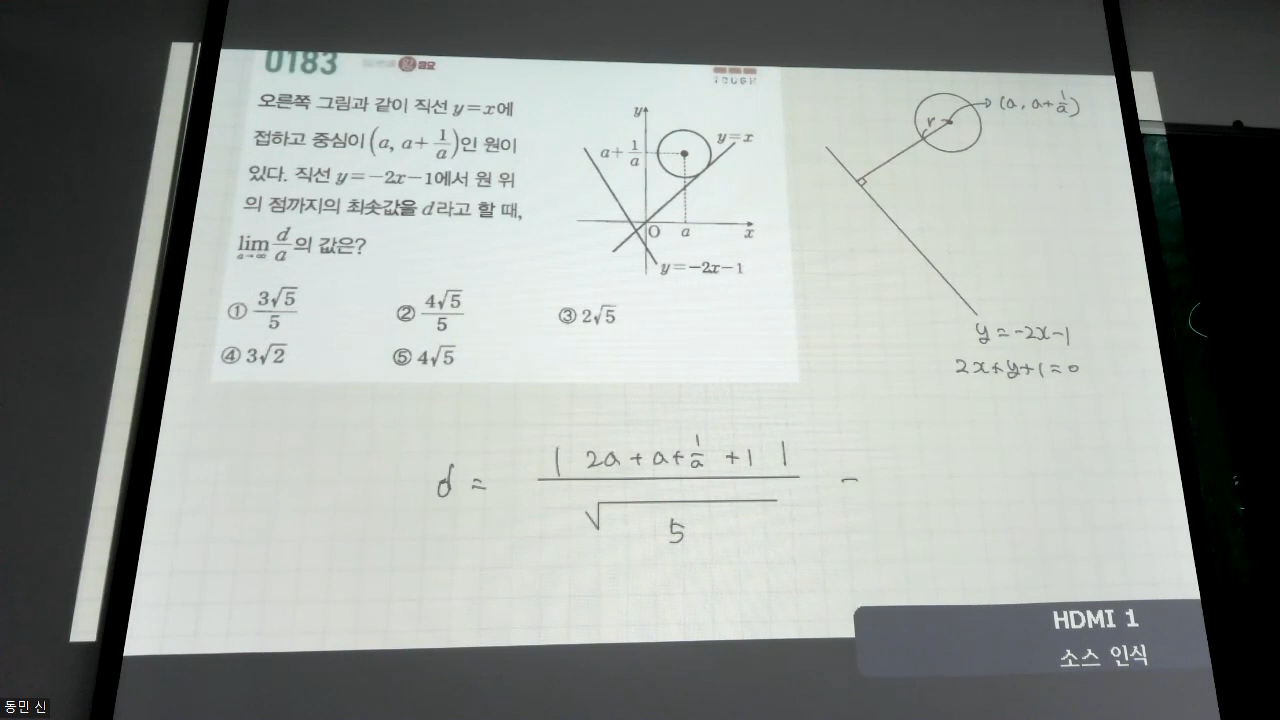 0183
중요
오른쪽 그림과 같이 직선 y=x에
접하고 중심이 (a, a+1/a)인 원이
있다. 직선 y=-2x-1에서 원 위
의 점까지의 최솟값을 d라고 할 때,
lim a→∞ d/a의 값은?
① 3√5/5 ② 4√5/5 ③ 2√5
④ 3√2 ⑤ 4√5
y
y=x
a+1/a
O a x
y=-2x-1
r
(a, a+1/a)
y=-2x-1
2x+y+1=0
d = |2a+a+1/a+1| / √5 -
HDMI 1
소스 인식
동민 신